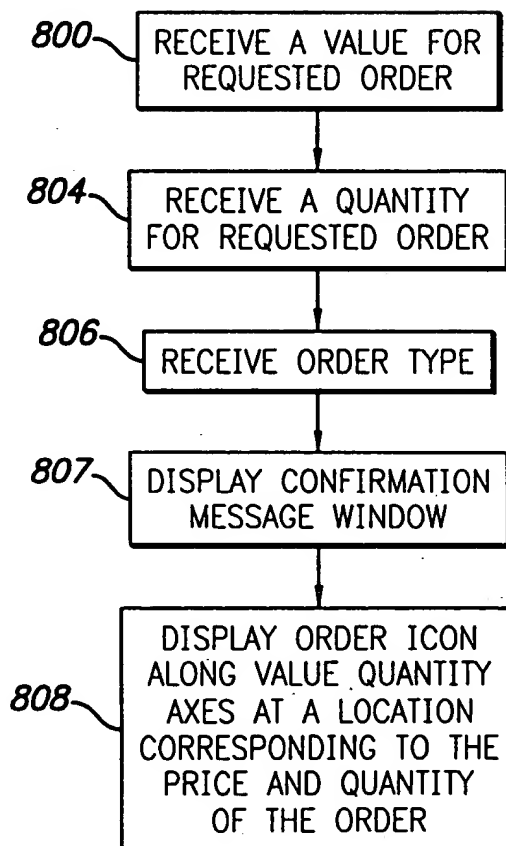 800
RECEIVE A VALUE FOR
REQUESTED ORDER
804
RECEIVE A QUANTITY
FOR REQUESTED ORDER
806
RECEIVE ORDER TYPE
807
DISPLAY CONFIRMATION
MESSAGE WINDOW
808
DISPLAY ORDER ICON
ALONG VALUE QUANTITY
AXES AT A LOCATION
CORRESPONDING TO THE
PRICE AND QUANTITY
OF THE ORDER